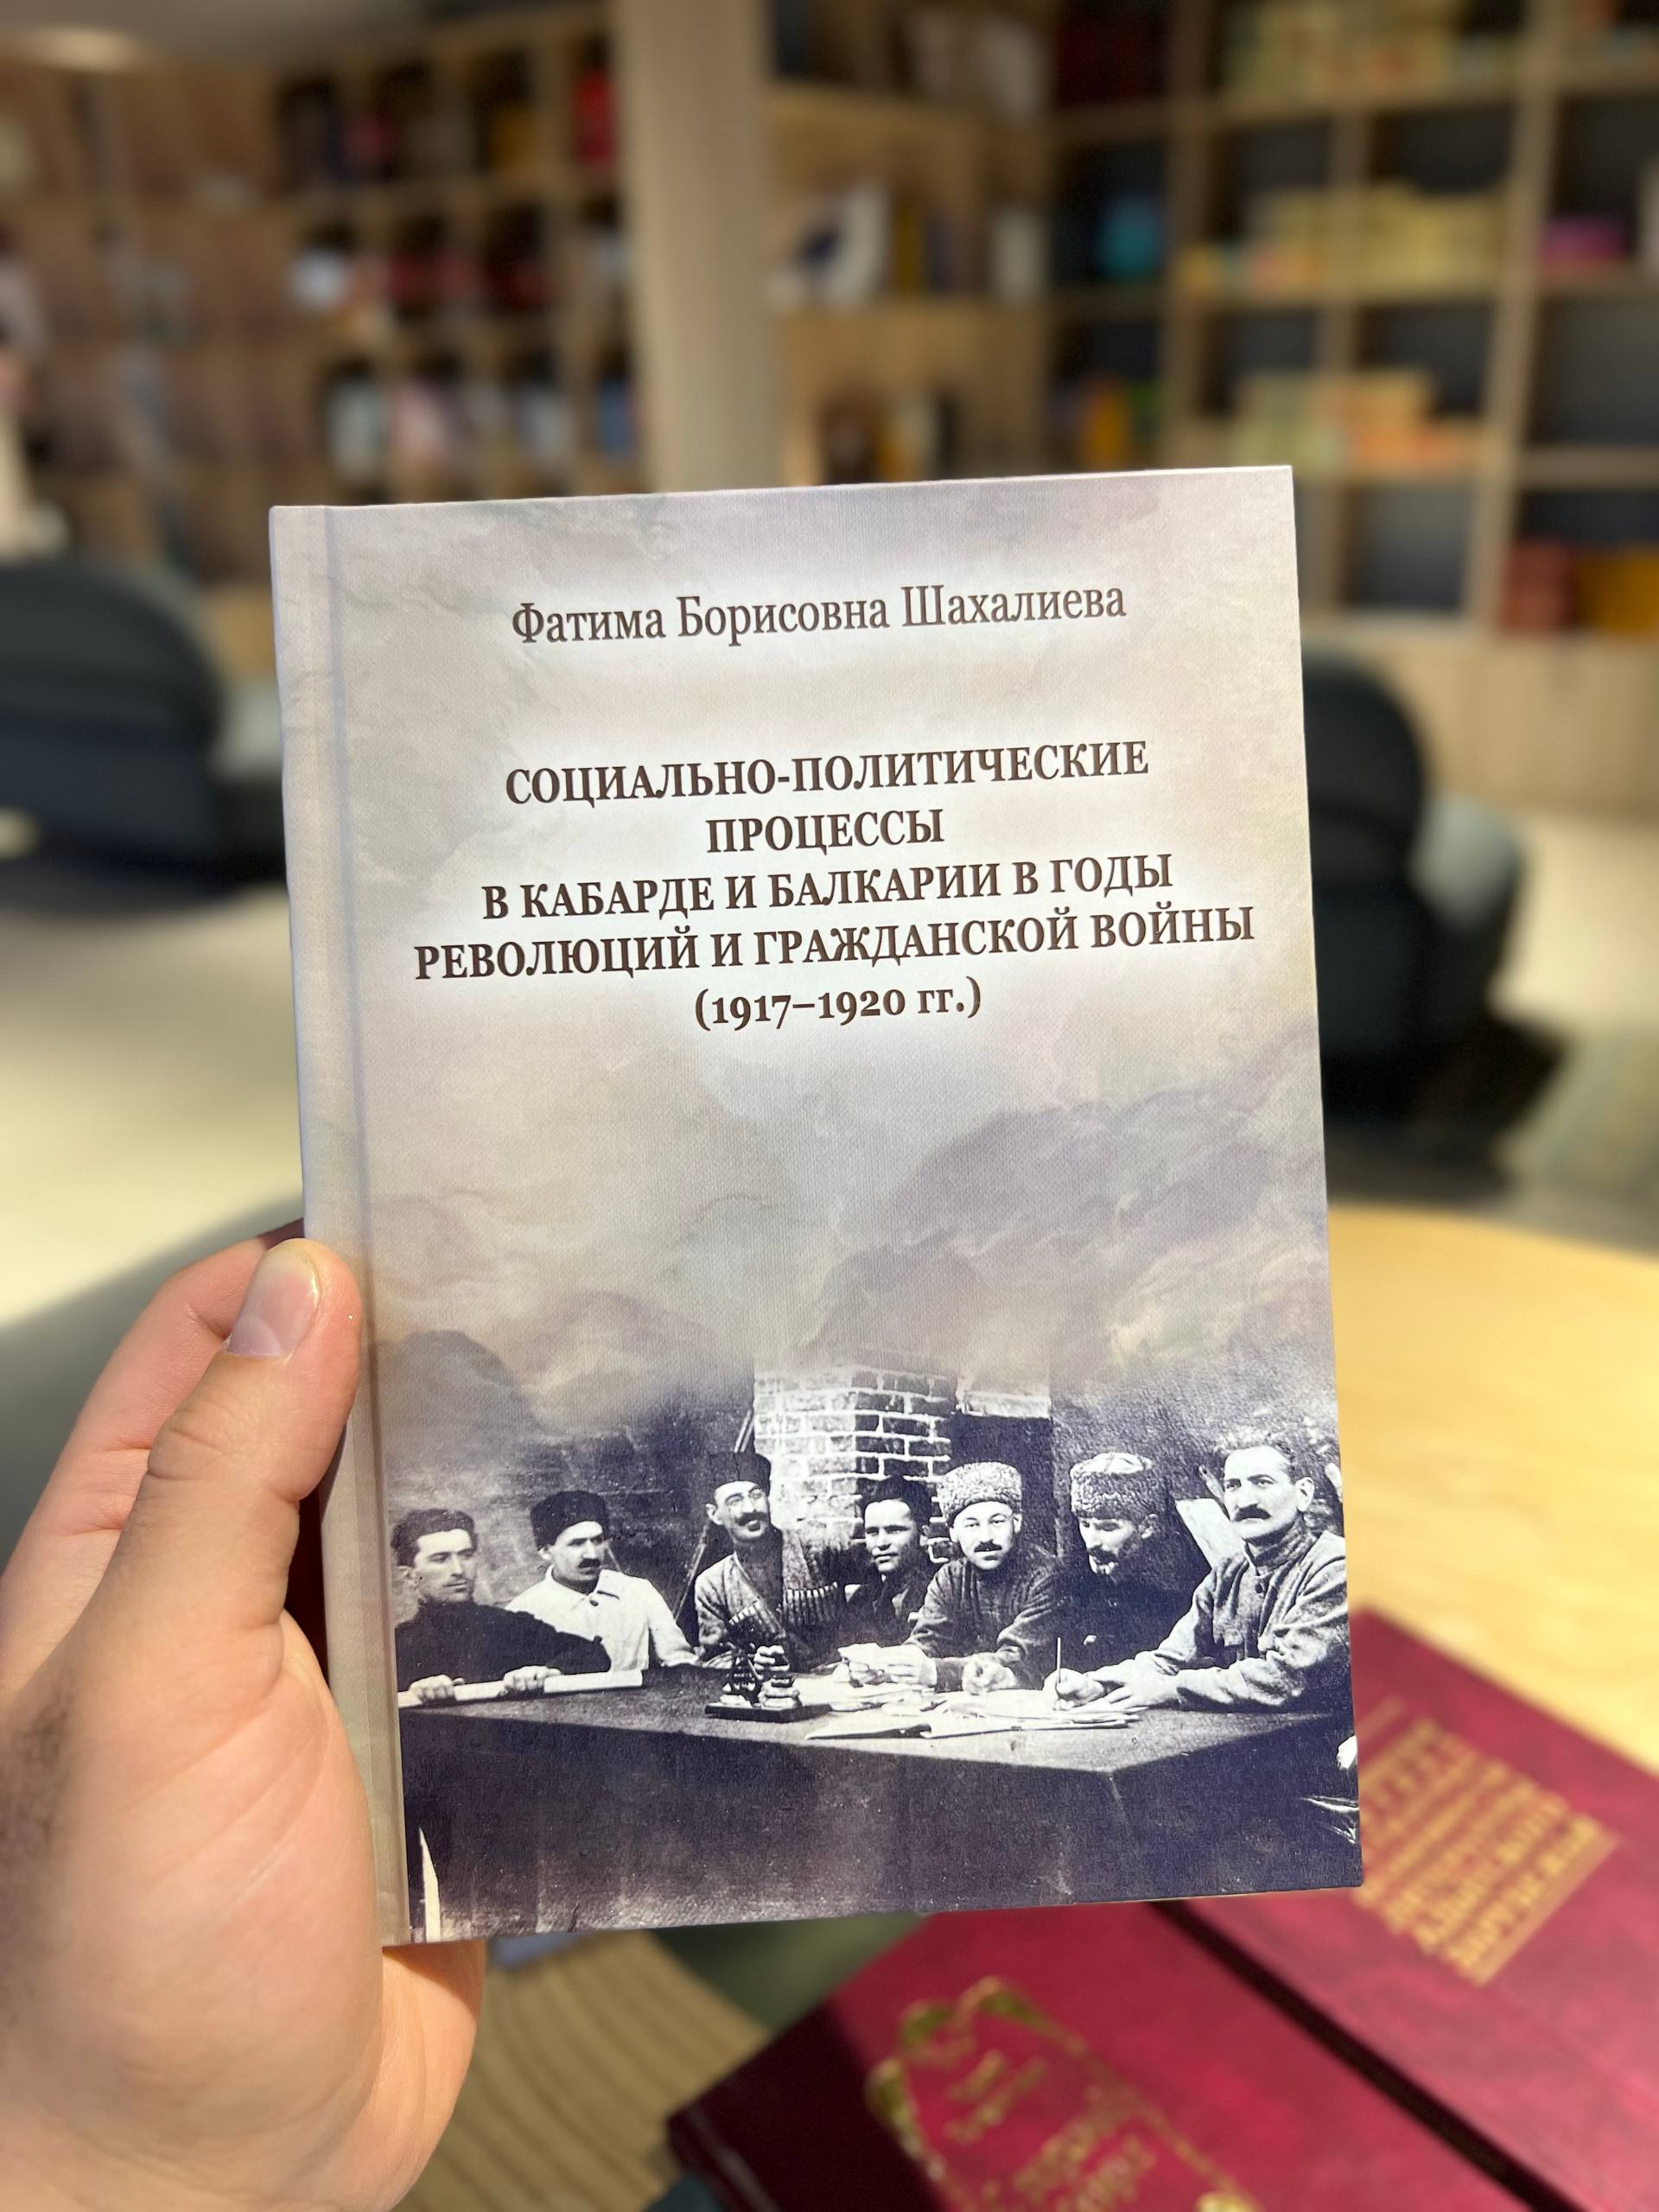 Фатима Борисовна Шахалиева
СОЦИАЛЬНО-ПОЛИТИЧЕСКИЕ
ПРОЦЕССЫ
В КАБАРДЕ И БАЛКАРИИ В ГОДЫ
РЕВОЛЮЦИЙ И ГРАЖДАНСКОЙ ВОЙНЫ
(1917–1920 гг.)